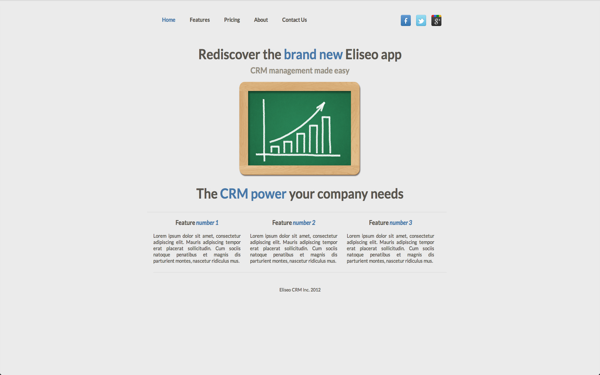 Home Features Pricing About Contact Us
Rediscover the brand new Eliseo app
CRM management made easy
The CRM power your company needs
Feature number 1
Lorem ipsum dolor sit amet, consectetur
adipiscing elit. Mauris adipiscing tempor
erat placerat sollicitudin. Cum sociis
natoque penatibus et magnis dis
parturient montes, nascetur ridiculus mus.
Feature number 2
Lorem ipsum dolor sit amet, consectetur
adipiscing elit. Mauris adipiscing tempor
erat placerat sollicitudin. Cum sociis
natoque penatibus et magnis dis
parturient montes, nascetur ridiculus mus.
Feature number 3
Lorem ipsum dolor sit amet, consectetur
adipiscing elit. Mauris adipiscing tempor
erat placerat sollicitudin. Cum sociis
natoque penatibus et magnis dis
parturient montes, nascetur ridiculus mus.
Eliseo CRM inc. 2012